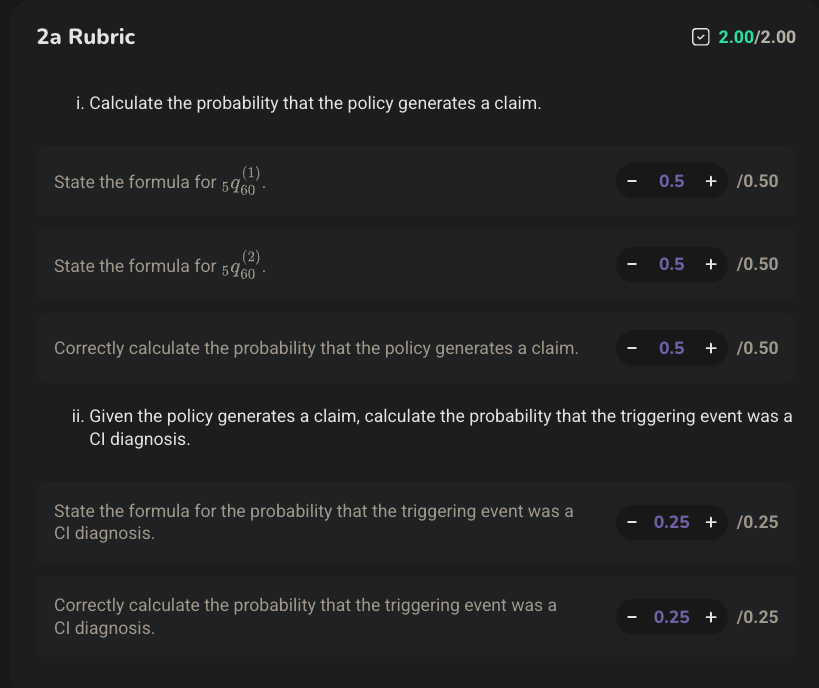 2a Rubric
2.00/2.00
i. Calculate the probability that the policy generates a claim.
State the formula for ₅q₆₀⁽¹⁾.
− 0.5 + /0.50
State the formula for ₅q₆₀⁽²⁾.
− 0.5 + /0.50
Correctly calculate the probability that the policy generates a claim.
− 0.5 + /0.50
ii. Given the policy generates a claim, calculate the probability that the triggering event was a
CI diagnosis.
State the formula for the probability that the triggering event was a
CI diagnosis.
− 0.25 + /0.25
Correctly calculate the probability that the triggering event was a
CI diagnosis.
− 0.25 + /0.25